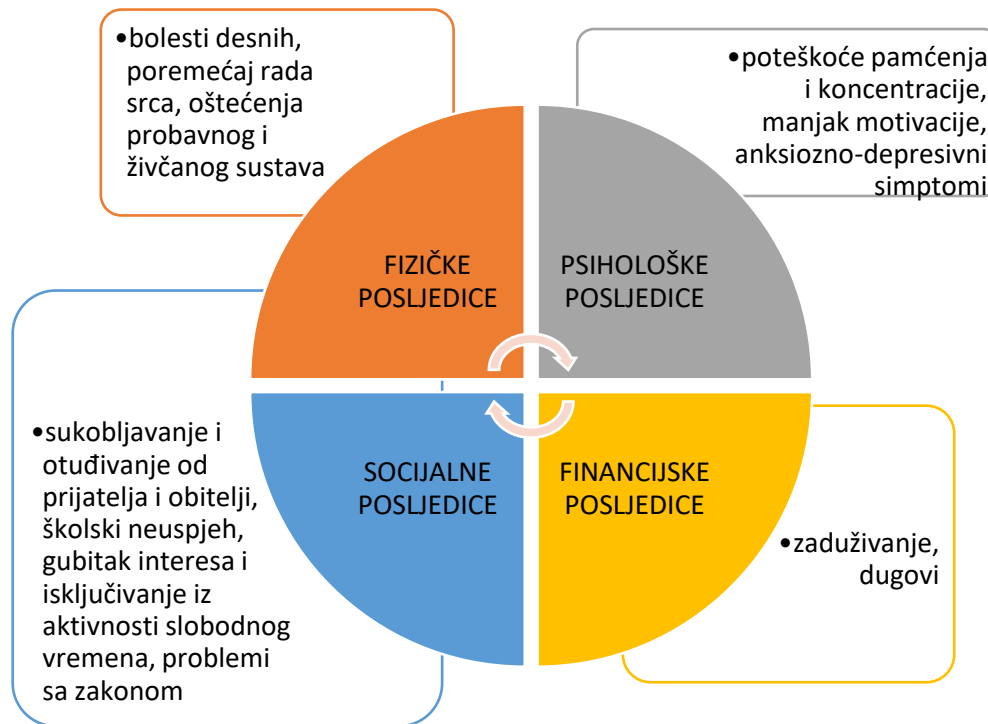 •bolesti desnih,
poremećaj rada
srca, oštećenja
probavnog i
živčanog sustava
•poteškoće pamćenja
i koncentracije,
manjak motivacije,
anksiozno-depresivni
simptomi
FIZIČKE
POSLJEDICE
PSIHOLOŠKE
POSLJEDICE
•sukobljavanje i
otuđivanje od
prijatelja i obitelji,
školski neuspjeh,
gubitak interesa i
isključivanje iz
aktivnosti slobodnog
vremena, problemi
sa zakonom
SOCIJALNE
POSLJEDICE
FINANCIJSKE
POSLJEDICE
•zaduživanje,
dugovi